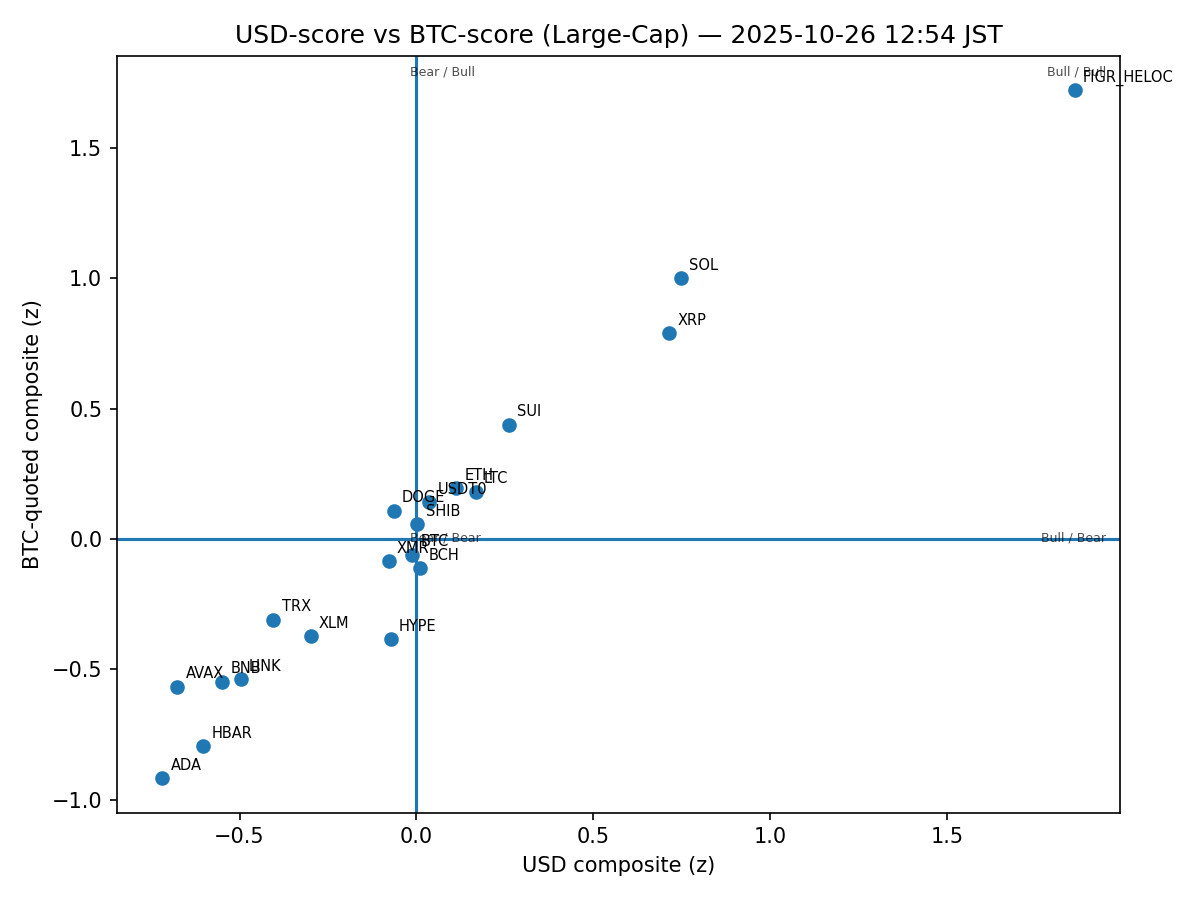 USD-score vs BTC-score (Large-Cap) — 2025-10-26 12:54 JST
Bear / Bull
Bull / Bull
FIGR_HELOC
1.5
SOL
1.0
XRP
SUI
0.5
ETH
LTC
USDT0
DOGE
SHIB
0.0
BTC
Bear / Bear
Bull / Bear
XMR
BCH
TRX
XLM
HYPE
−0.5
AVAX
BNB
LINK
HBAR
ADA
−1.0
−0.5
0.0
0.5
1.0
1.5
USD composite (z)
BTC-quoted composite (z)